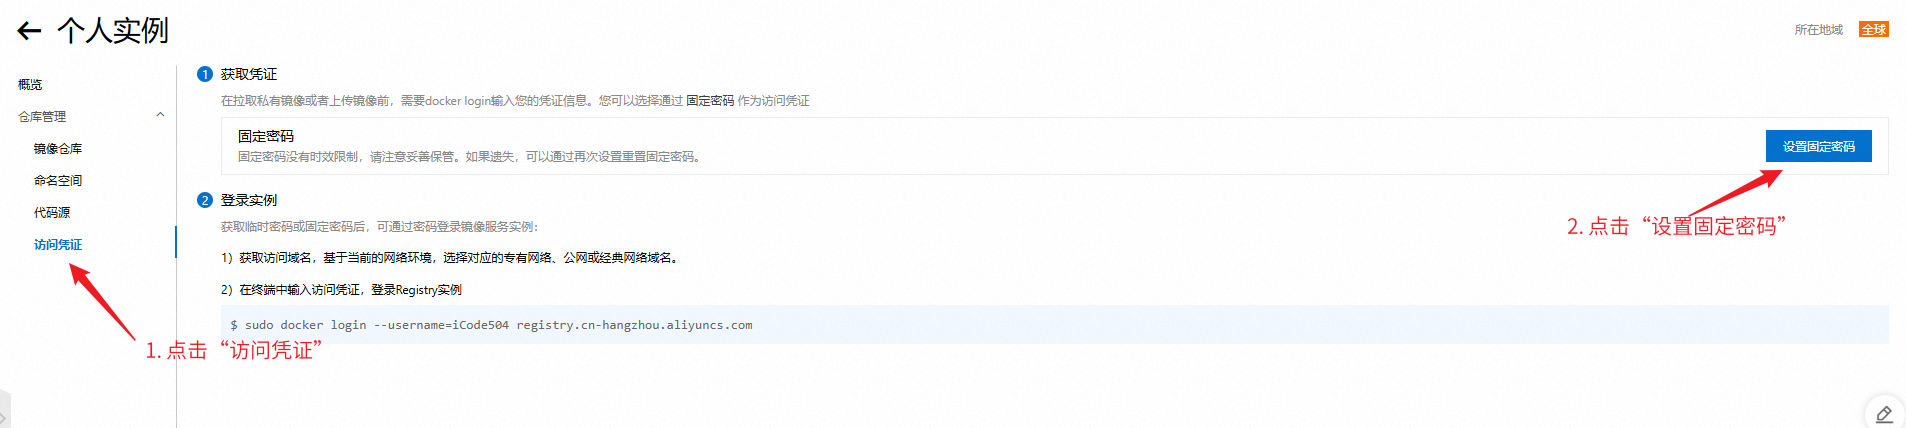 个人实例
所在地域 全球
概览
仓库管理
镜像仓库
命名空间
代码源
访问凭证
1 获取凭证
在拉取私有镜像或者上传镜像前，需要docker login输入您的凭证信息。您可以选择通过 固定密码 作为访问凭证
固定密码
固定密码没有时效限制，请注意妥善保管。如果遗失，可以通过再次设置重置固定密码。
设置固定密码
2 登录实例
获取临时密码或固定密码后，可通过密码登录镜像服务实例：
1）获取访问域名，基于当前的网络环境，选择对应的专有网络、公网或经典网络域名。
2）在终端中输入访问凭证，登录Registry实例
$ sudo docker login --username=iCode504 registry.cn-hangzhou.aliyuncs.com
1. 点击“访问凭证”
2. 点击“设置固定密码”